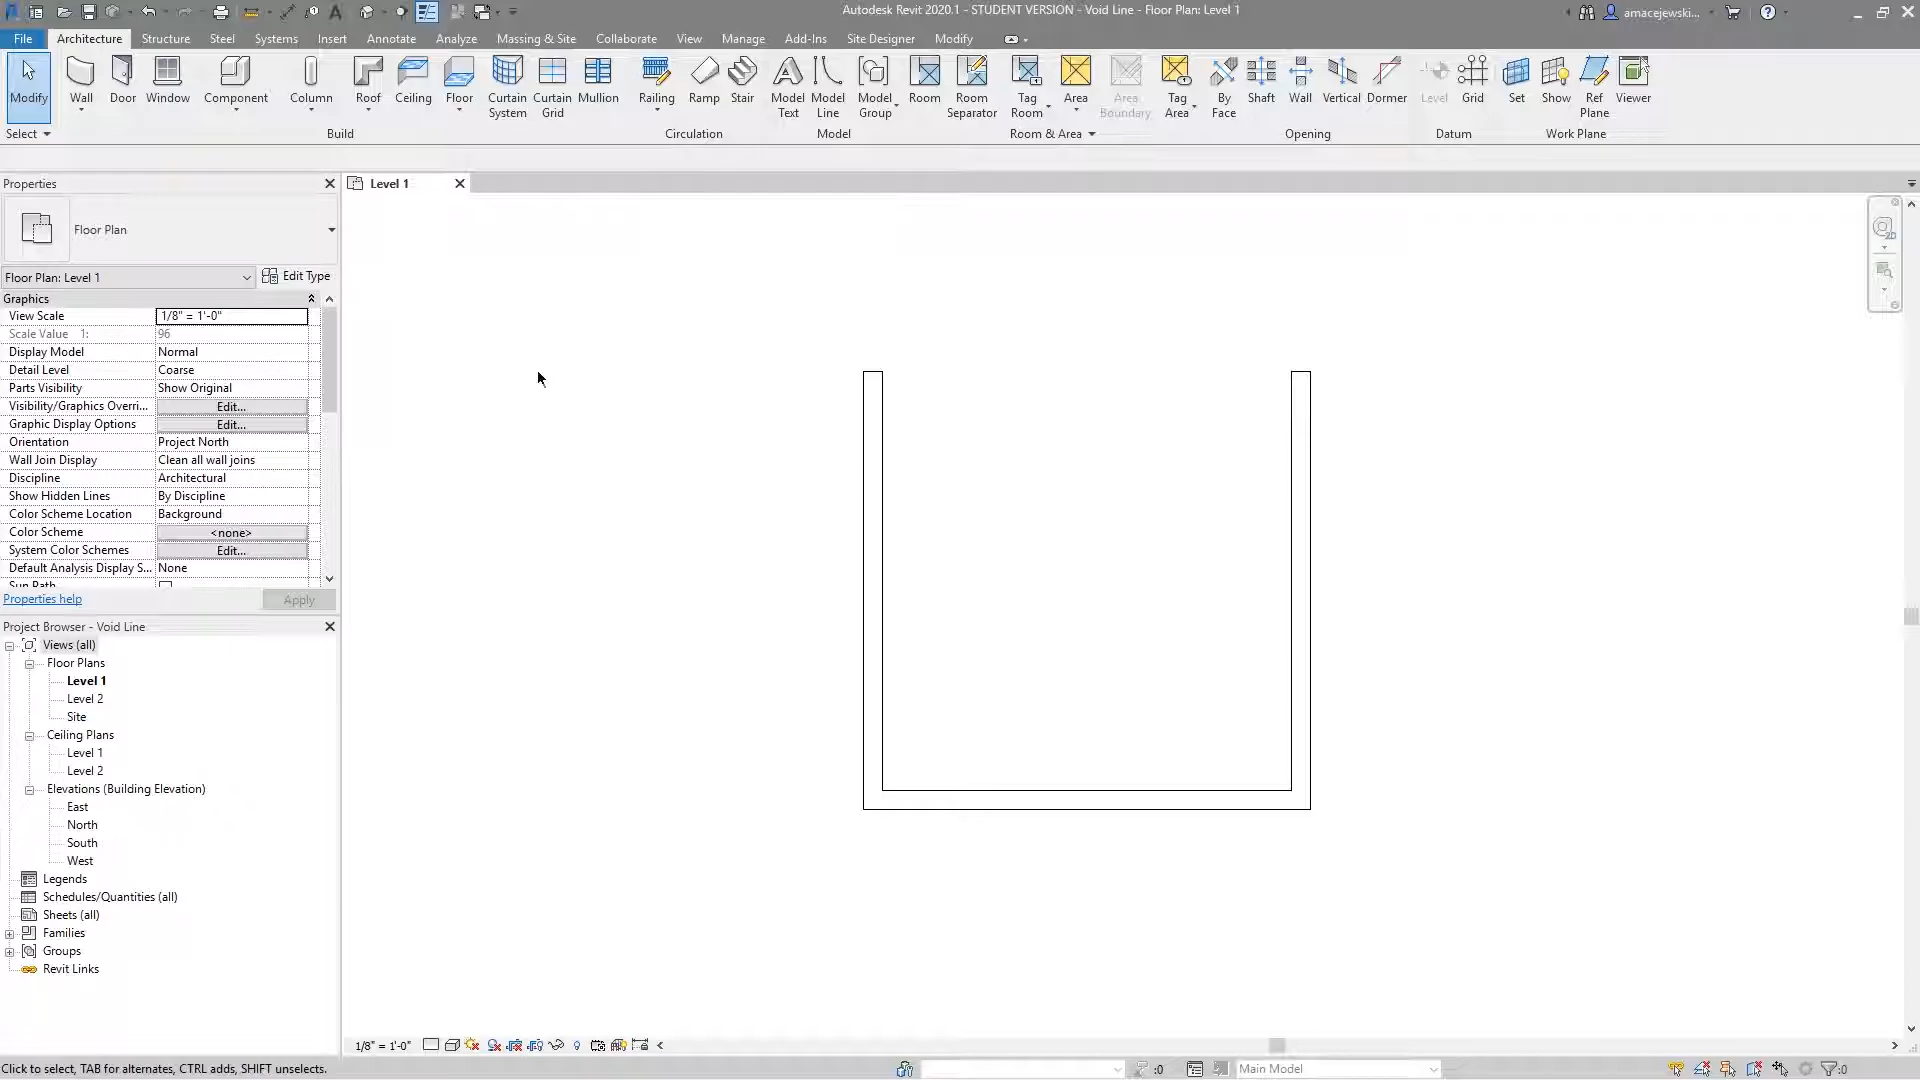 Autodesk Revit 2020.1 - STUDENT VERSION - Void Line - Floor Plan: Level 1
amacejewski...
File Architecture Structure Steel Systems Insert Annotate Analyze Massing & Site Collaborate View Manage Add-Ins Site Designer Modify
Modify Wall Door Window Component Column Roof Ceiling Floor Curtain System Curtain Grid Mullion Railing Ramp Stair Model Text Model Line Model Group Room Room Separator Tag Room Area Area Boundary Tag Area By Face Shaft Wall Vertical Dormer Level Grid Set Show Ref Plane Viewer
Select Build Circulation Model Room & Area Opening Datum Work Plane
Properties
Level 1
Floor Plan
Floor Plan: Level 1 Edit Type
Graphics
View Scale 1/8" = 1'-0"
Scale Value 1: 96
Display Model Normal
Detail Level Coarse
Parts Visibility Show Original
Visibility/Graphics Overri... Edit...
Graphic Display Options Edit...
Orientation Project North
Wall Join Display Clean all wall joins
Discipline Architectural
Show Hidden Lines By Discipline
Color Scheme Location Background
Color Scheme <none>
System Color Schemes Edit...
Default Analysis Display S... None
Sun Path
Properties help Apply
Project Browser - Void Line
Views (all)
Floor Plans
Level 1
Level 2
Site
Ceiling Plans
Level 1
Level 2
Elevations (Building Elevation)
East
North
South
West
Legends
Schedules/Quantities (all)
Sheets (all)
Families
Groups
Revit Links
1/8" = 1'-0"
Click to select, TAB for alternates, CTRL adds, SHIFT unselects. :0 Main Model :0